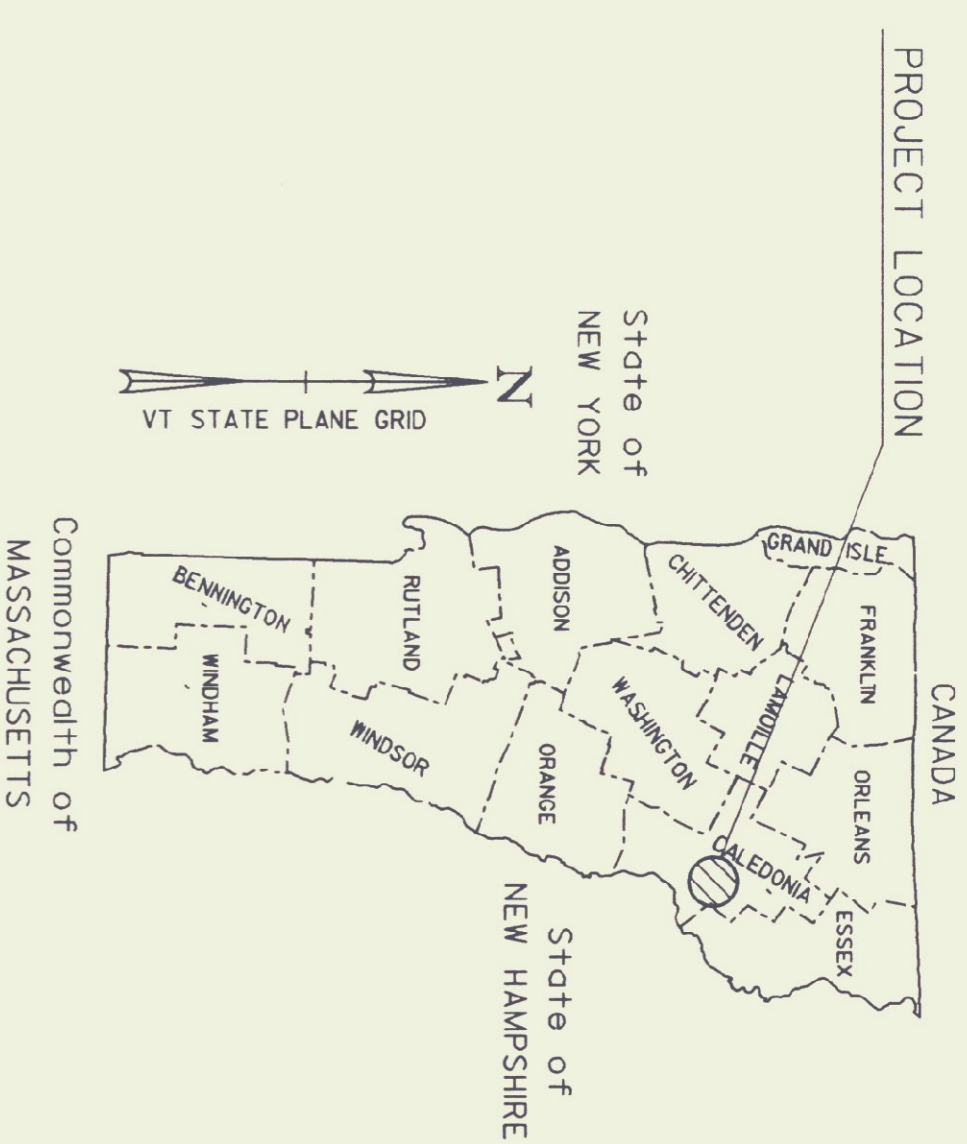 PROJECT LOCATION
CANADA
State of
NEW YORK
N
VT STATE PLANE GRID
GRAND ISLE
FRANKLIN
ORLEANS
ESSEX
CHITTENDEN
LAMOILLE
CALEDONIA
ADDISON
WASHINGTON
ORANGE
RUTLAND
WINDSOR
BENNINGTON
WINDHAM
State of
NEW HAMPSHIRE
Commonwealth of
MASSACHUSETTS